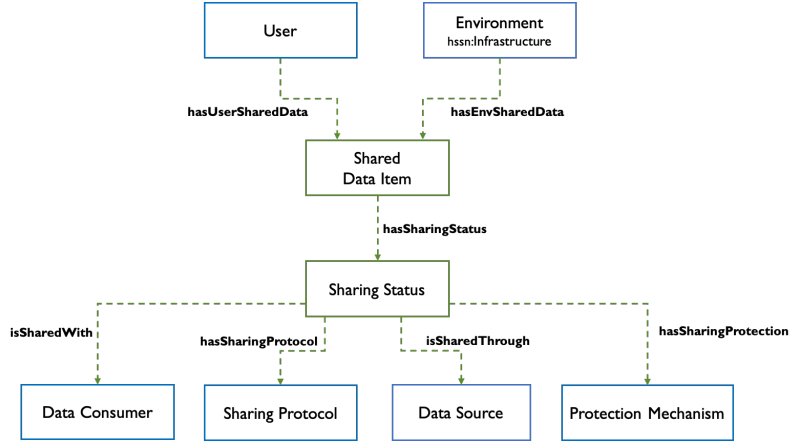 User
Environment
hssn:Infrastructure
hasUserSharedData
hasEnvSharedData
Shared
Data Item
hasSharingStatus
Sharing Status
isSharedWith
hasSharingProtocol
isSharedThrough
hasSharingProtection
Data Consumer
Sharing Protocol
Data Source
Protection Mechanism